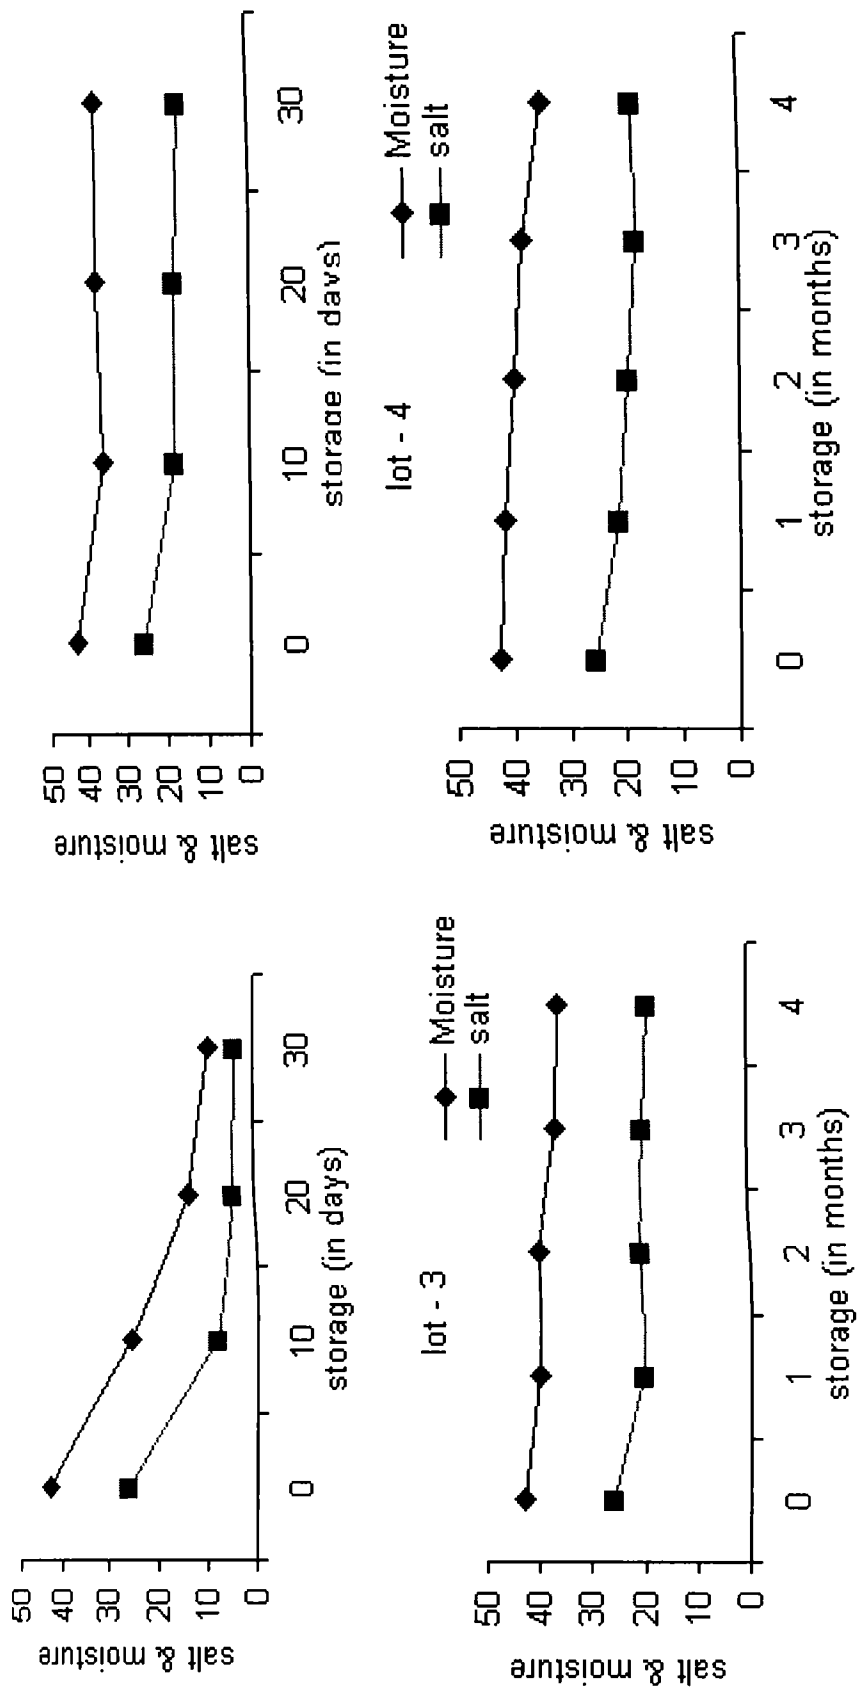 salt & moisture
50
40
30
20
10
0
0 10 20 30
storage (in days)
salt & moisture
50
40
30
20
10
0
0 10 20 30
storage (in days)
lot - 3
Moisture
salt
salt & moisture
50
40
30
20
10
0
0 1 2 3 4
storage (in months)
lot - 4
Moisture
salt
salt & moisture
50
40
30
20
10
0
0 1 2 3 4
storage (in months)